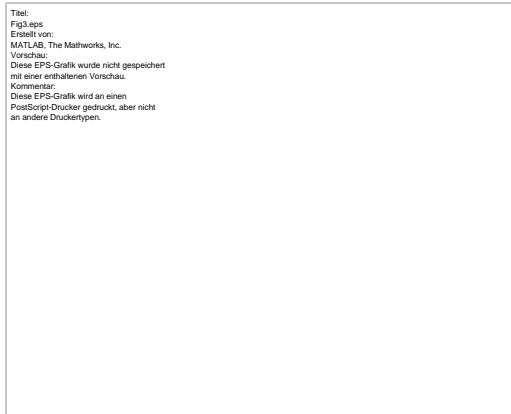 Titel:
Fig3.eps
Erstellt von:
MATLAB, The Mathworks, Inc.
Vorschau:
Diese EPS-Grafik wurde nicht gespeichert
mit einer enthaltenen Vorschau.
Kommentar:
Diese EPS-Grafik wird an einen
PostScript-Drucker gedruckt, aber nicht
an andere Druckertypen.